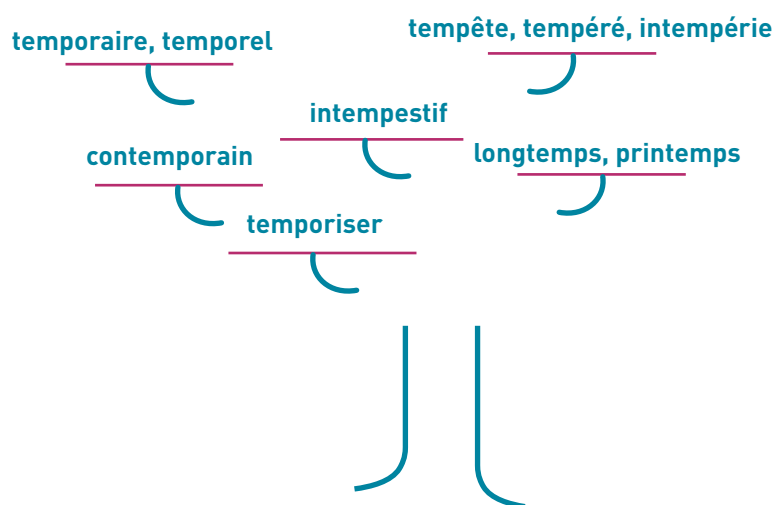 temporaire, temporel
tempête, tempéré, intempérie
intempestif
contemporain
longtemps, printemps
temporiser